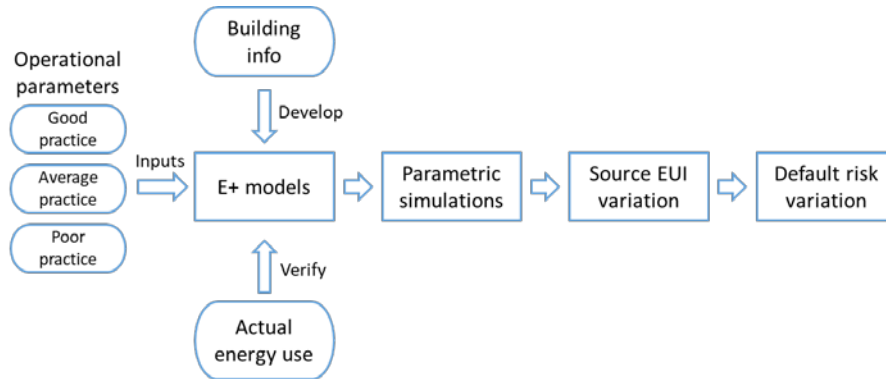 Building
info
Operational
parameters
Good
practice
Develop
Inputs
Average
practice
E+ models
Parametric
simulations
Source EUI
variation
Default risk
variation
Poor
practice
Verify
Actual
energy use